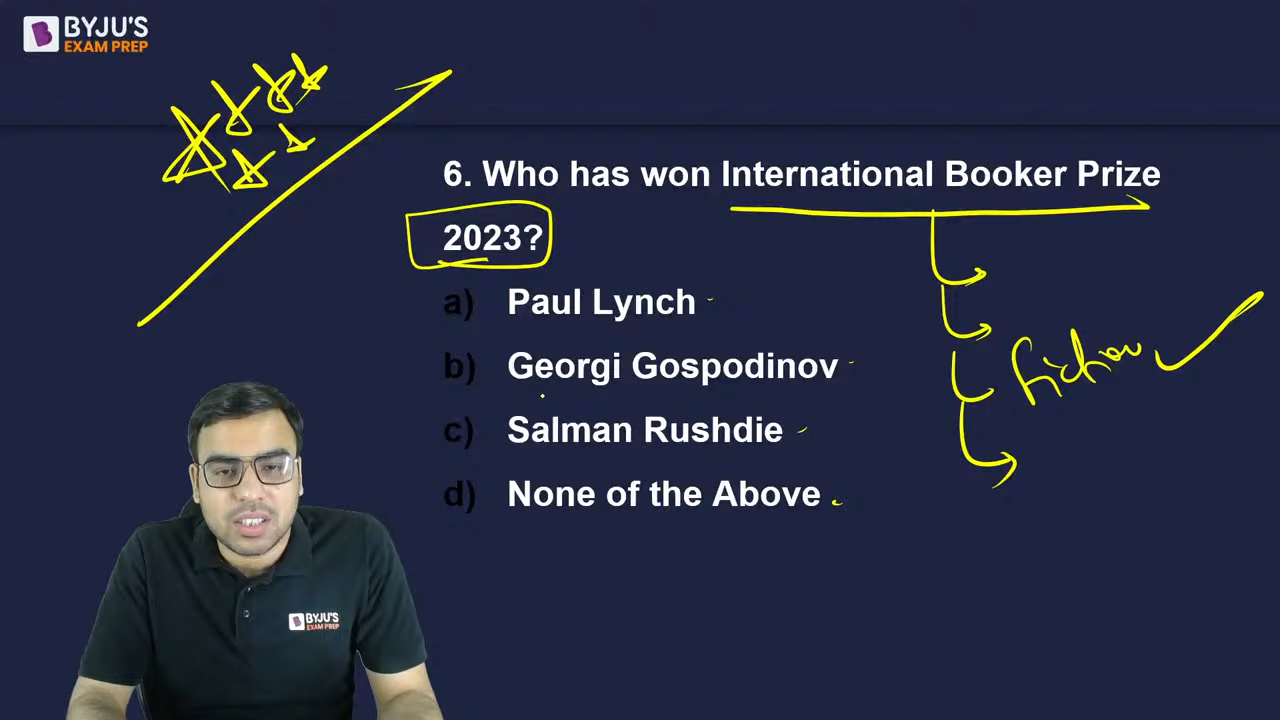 BYJU'S
EXAM PREP
6. Who has won International Booker Prize
2023?
a) Paul Lynch
b) Georgi Gospodinov
Fiction
c) Salman Rushdie
d) None of the Above
BYJU'S
EXAM PREP